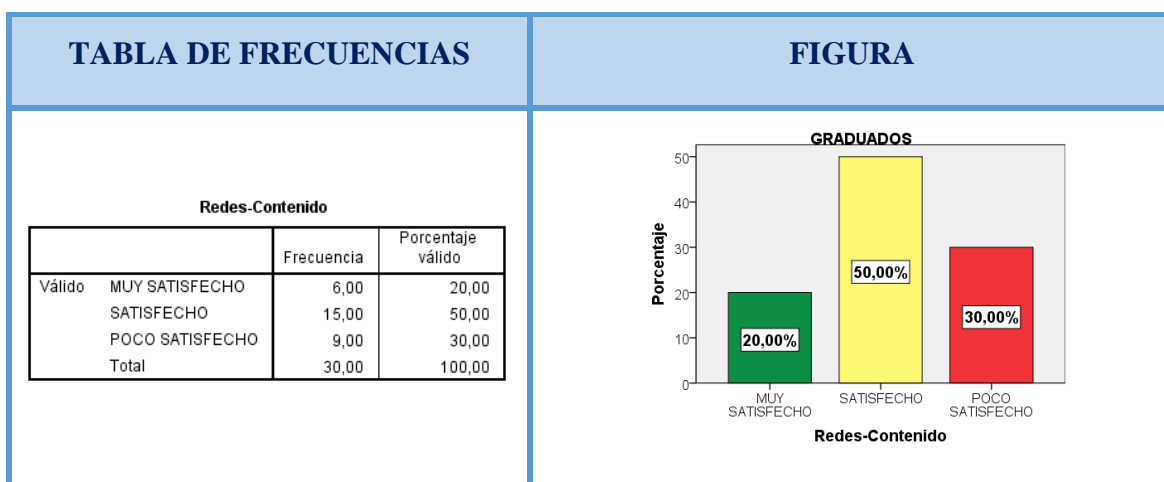 TABLA DE FRECUENCIAS
FIGURA
Redes-Contenido
Frecuencia
Porcentaje
válido
Válido MUY SATISFECHO 6,00 20,00
SATISFECHO 15,00 50,00
POCO SATISFECHO 9,00 30,00
Total 30,00 100,00
GRADUADOS
Porcentaje
50
40
30
20
10
0
20,00%
50,00%
30,00%
MUY
SATISFECHO
SATISFECHO
POCO
SATISFECHO
Redes-Contenido